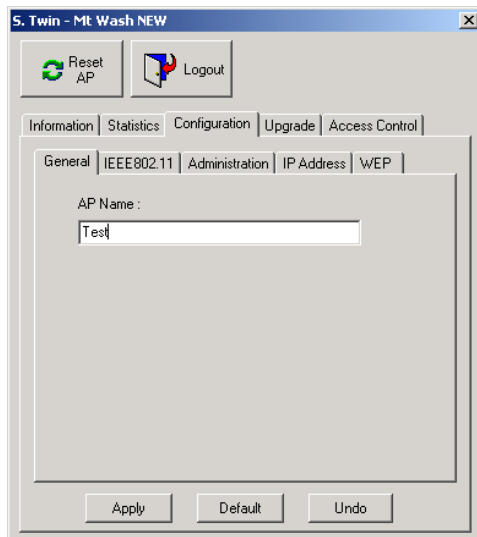 S. Twin - Mt Wash NEW
Reset AP
Logout
Information Statistics Configuration Upgrade Access Control
General IEEE802.11 Administration IP Address WEP
AP Name :
Test
Apply Default Undo